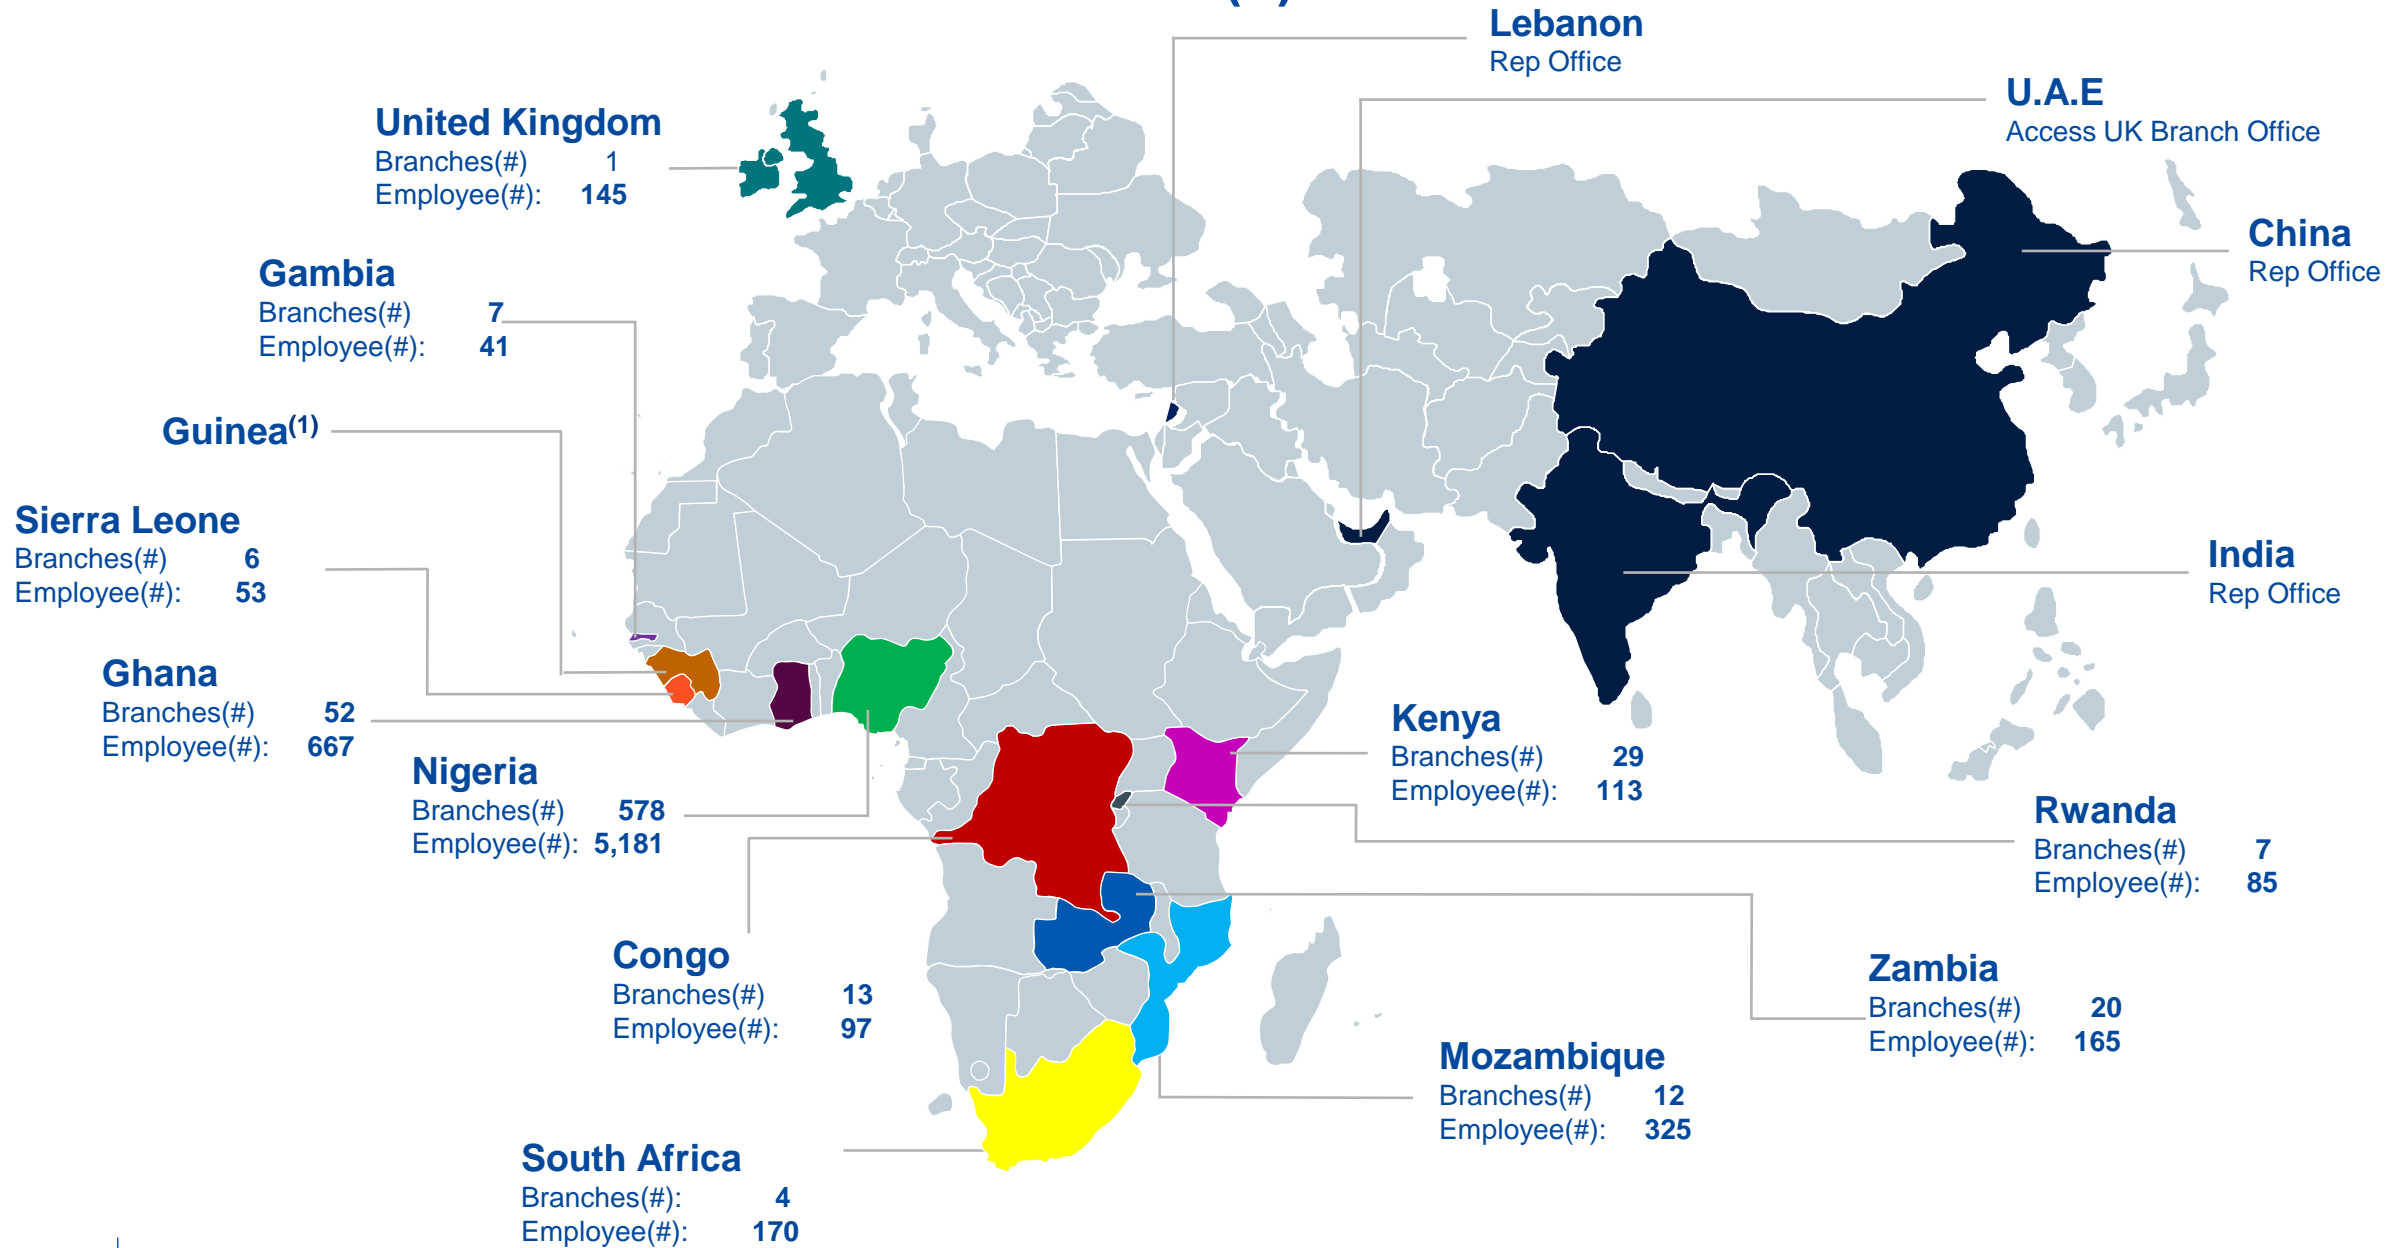 Lebanon
Rep Office
U.A.E
Access UK Branch Office
United Kingdom
Branches(#) 1
Employee(#): 145
China
Rep Office
Gambia
Branches(#) 7
Employee(#): 41
Guinea(1)
Sierra Leone
Branches(#) 6
Employee(#): 53
India
Rep Office
Ghana
Branches(#) 52
Employee(#): 667
Kenya
Branches(#) 29
Employee(#): 113
Nigeria
Branches(#) 578
Employee(#): 5,181
Rwanda
Branches(#) 7
Employee(#): 85
Congo
Branches(#) 13
Employee(#): 97
Zambia
Branches(#) 20
Employee(#): 165
Mozambique
Branches(#) 12
Employee(#): 325
South Africa
Branches(#): 4
Employee(#): 170